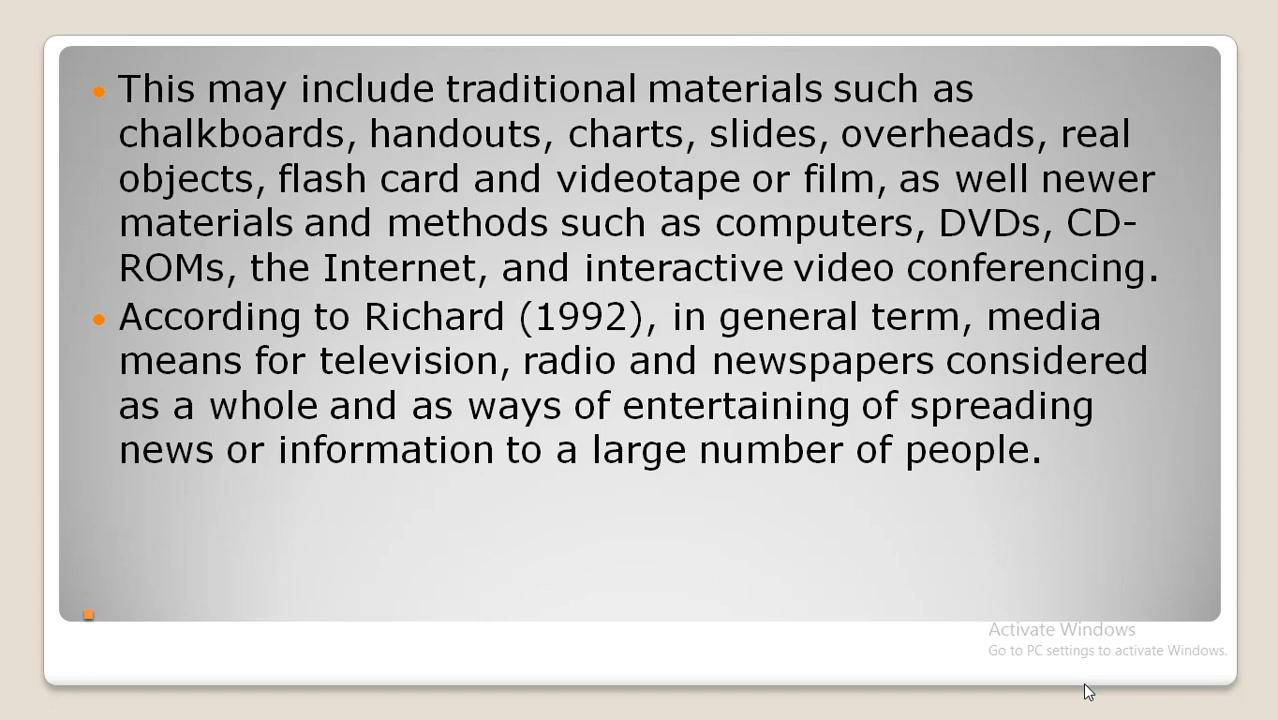 This may include traditional materials such as
chalkboards, handouts, charts, slides, overheads, real
objects, flash card and videotape or film, as well newer
materials and methods such as computers, DVDs, CD-
ROMs, the Internet, and interactive video conferencing.
According to Richard (1992), in general term, media
means for television, radio and newspapers considered
as a whole and as ways of entertaining of spreading
news or information to a large number of people.
Activate Windows
Go to PC settings to activate Windows.